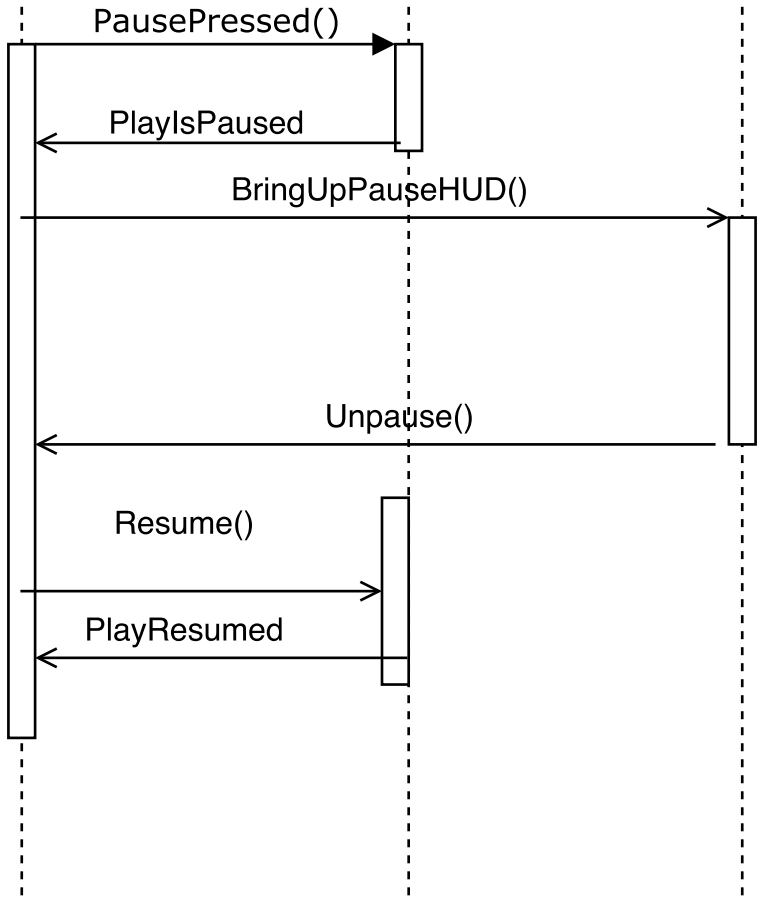 PausePressed()
PlayIsPaused
BringUpPauseHUD()
Unpause()
Resume()
PlayResumed